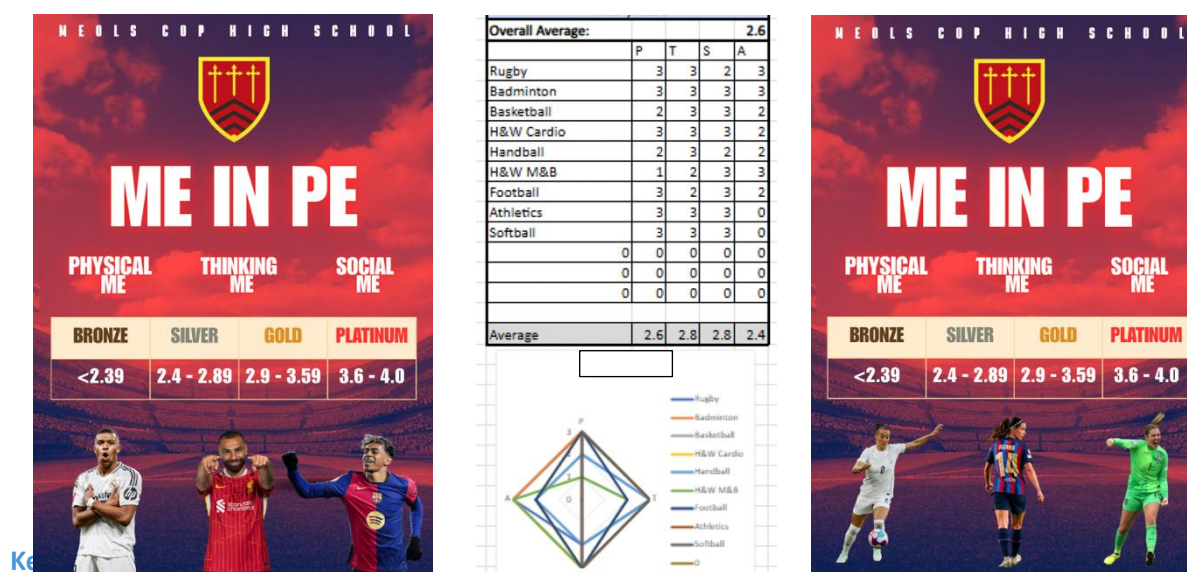 MEOLS COP HIGH SCHOOL
ME IN PE
PHYSICAL ME
THINKING ME
SOCIAL ME
BRONZE SILVER GOLD PLATINUM
<2.39 2.4 - 2.89 2.9 - 3.59 3.6 - 4.0
Ke
Overall Average: 2.6
P T S A
Rugby 3 3 2 3
Badminton 3 3 3 3
Basketball 2 3 3 2
H&W Cardio 3 3 3 2
Handball 2 3 2 2
H&W M&B 1 2 3 3
Football 3 2 3 2
Athletics 3 3 3 0
Softball 3 3 3 0
0 0 0 0 0
0 0 0 0 0
0 0 0 0 0
Average 2.6 2.8 2.8 2.4
P
3
A
0
T
Rugby
Badminton
Basketball
H&W Cardio
Handball
H&W M&B
Football
Athletics
Softball
0
MEOLS COP HIGH SCHOOL
ME IN PE
PHYSICAL ME
THINKING ME
SOCIAL ME
BRONZE SILVER GOLD PLATINUM
<2.39 2.4 - 2.89 2.9 - 3.59 3.6 - 4.0
14